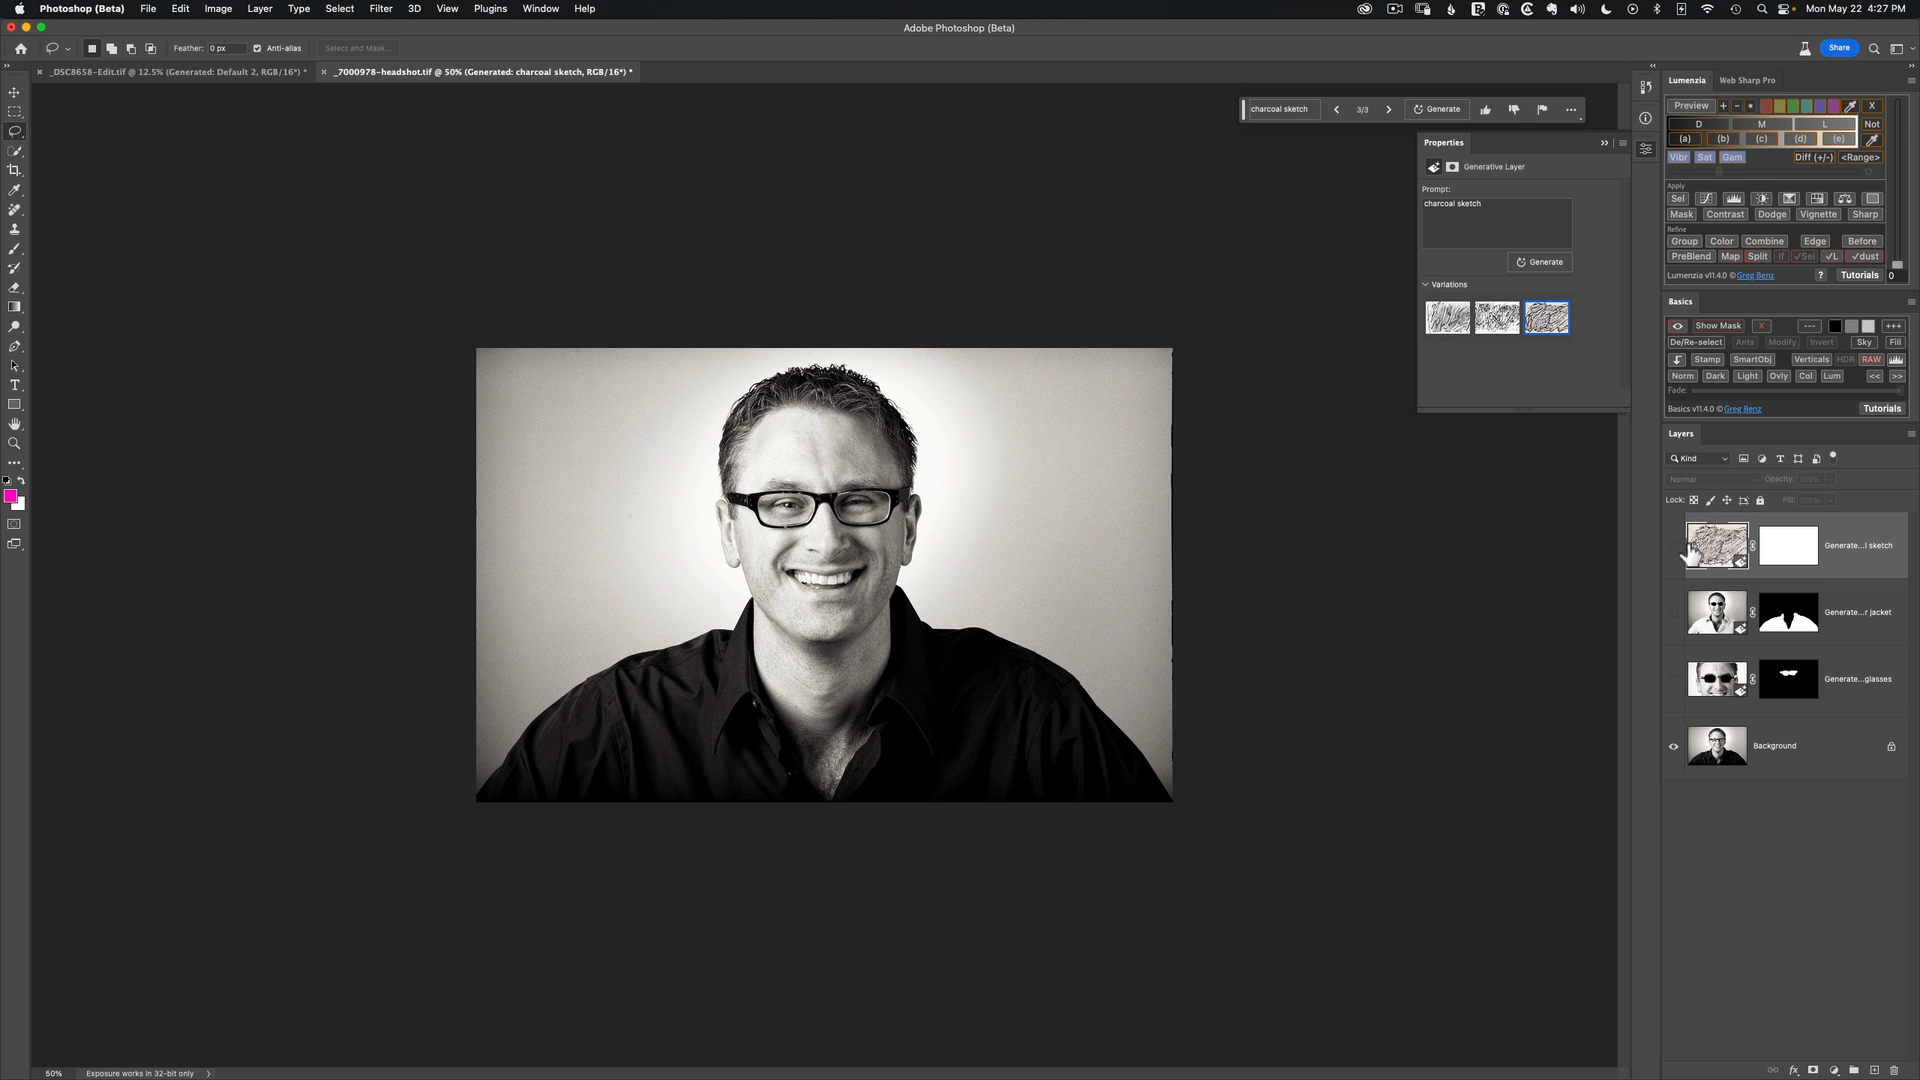 Photoshop (Beta) File Edit Image Layer Type Select Filter 3D View Plugins Window Help Mon May 22 4:27 PM
Adobe Photoshop (Beta)
Feather: 0 px Anti-alias Select and Mask... Share
_DSC8658-Edit.tif @ 12.5% (Generated: Default 2, RGB/16*) * _7000978-headshot.tif @ 50% (Generated: charcoal sketch, RGB/16*) *
charcoal sketch 3/3 Generate
Properties
Generative Layer
Prompt:
charcoal sketch
Generate
Variations
Lumenzia Web Sharp Pro
Preview + - X
D M L Not
(a) (b) (c) (d) (e)
Vibr Sat Gam Diff (+/-) <Range>
17
Apply
Sel
Mask Contrast Dodge Vignette Sharp
Refine
Group Color Combine Edge Before
PreBlend Map Split If ✓Sel ✓L ✓dust
Lumenzia v11.4.0 © Greg Benz ? Tutorials 0
Basics
Show Mask X --- +++
De/Re-select Ants Modify Invert Sky Fill
Stamp SmartObj Verticals HDR RAW
Norm Dark Light Ovly Col Lum << >>
Fade:
Basics v11.4.0 © Greg Benz Tutorials
Layers
Kind
Normal Opacity: 100%
Lock: Fill: 100%
Generate...l sketch
Generate...r jacket
Generate...glasses
Background
50% Exposure works in 32-bit only